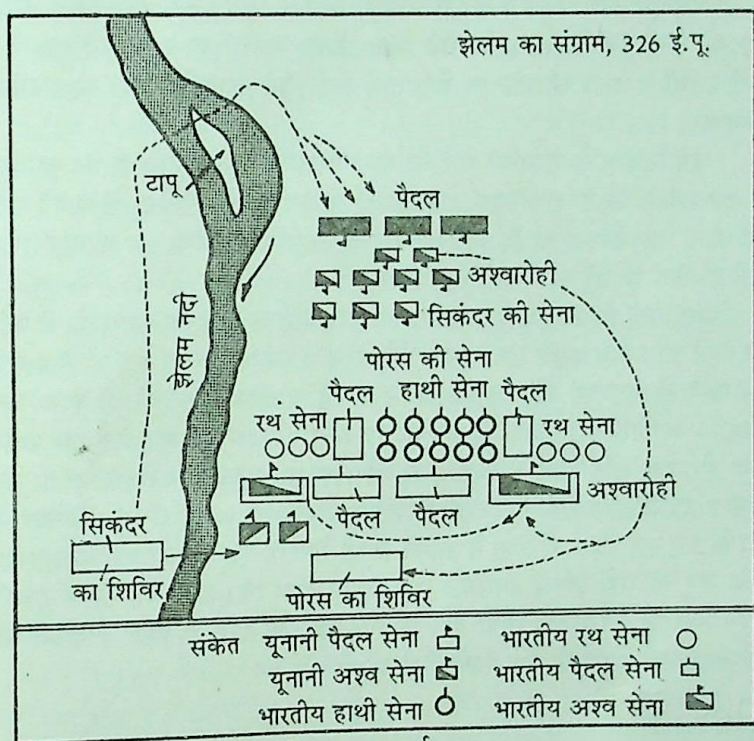 झेलम का संग्राम, 326 ई.पू.
टापू
पैदल
अश्वारोही
सिकंदर की सेना
झेलम नदी
पोरस की सेना
पैदल हाथी सेना पैदल
रथ सेना रथ सेना
अश्वारोही
पैदल पैदल
सिकंदर
का शिविर
पोरस का शिविर
संकेत यूनानी पैदल सेना भारतीय रथ सेना
यूनानी अश्व सेना भारतीय पैदल सेना
भारतीय हाथी सेना भारतीय अश्व सेना